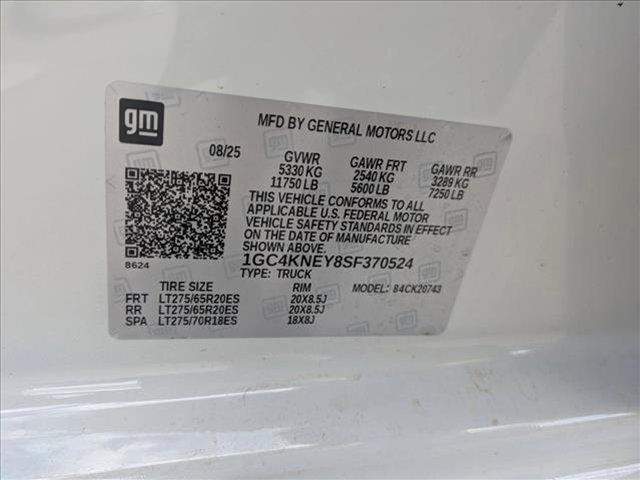 gm
MFD BY GENERAL MOTORS LLC
08/25 GVWR GAWR FRT GAWR RR
5330 KG 2540 KG 3289 KG
11750 LB 5600 LB 7250 LB
THIS VEHICLE CONFORMS TO ALL
APPLICABLE U.S. FEDERAL MOTOR
VEHICLE SAFETY STANDARDS IN
EFFECT ON THE DATE OF MANUFACTURE
SHOWN ABOVE.
8624 1GC4KNEY8SF370524
TYPE: TRUCK
TIRE SIZE RIM MODEL: 84CK20743
FRT LT275/65R20ES 20X8.5J
RR LT275/65R20ES 20X8.5J
SPA LT275/70R18ES 18X8J